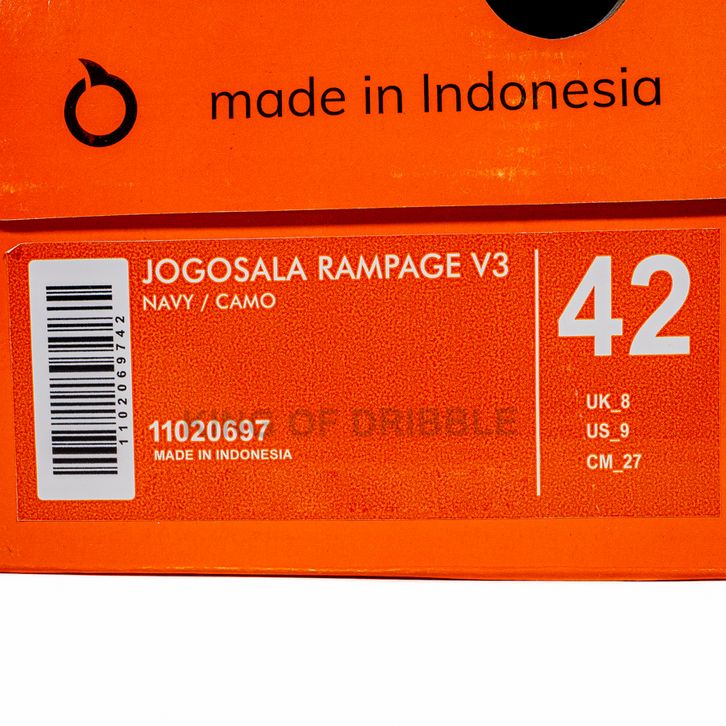 made in Indonesia
JOGOSALA RAMPAGE V3
NAVY / CAMO
1102069742
KING OF DRIBBLE
11020697
MADE IN INDONESIA
42
UK_8
US_9
CM_27